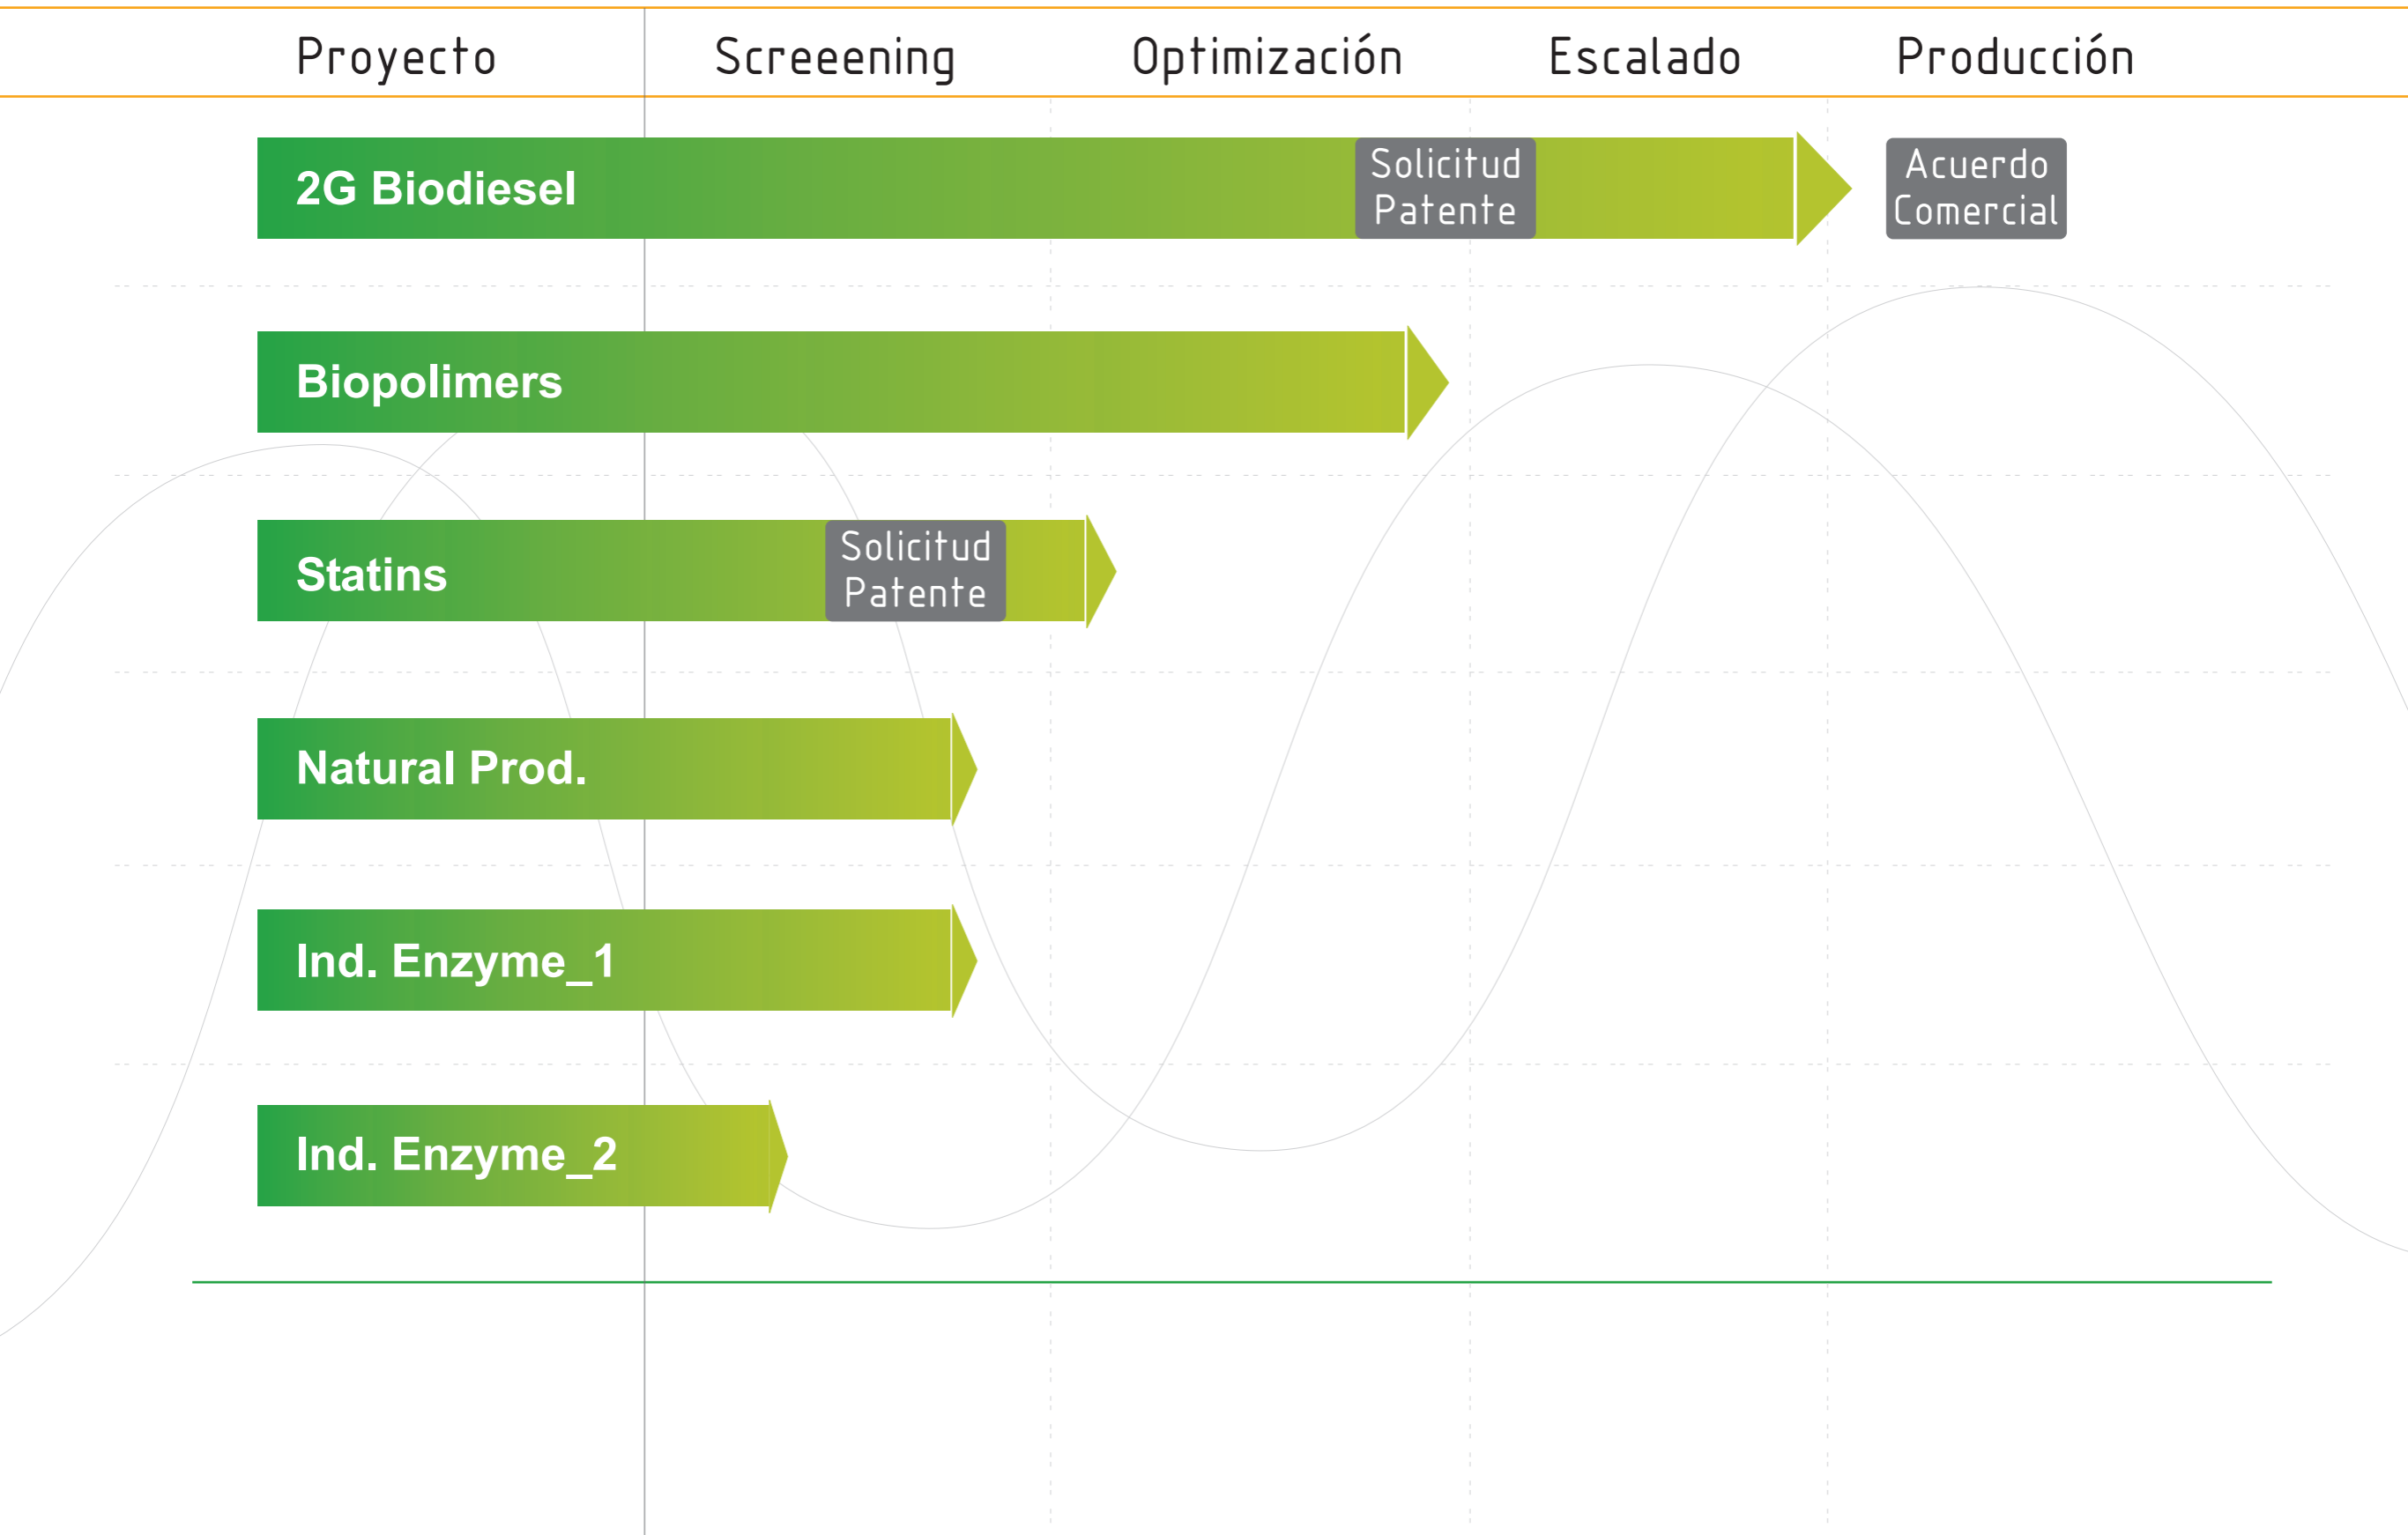 Proyecto Screeening Optimización Escalado Producción
2G Biodiesel
Solicitud
Patente
Acuerdo
Comercial
Biopolimers
Statins
Solicitud
Patente
Natural Prod.
Ind. Enzyme_1
Ind. Enzyme_2